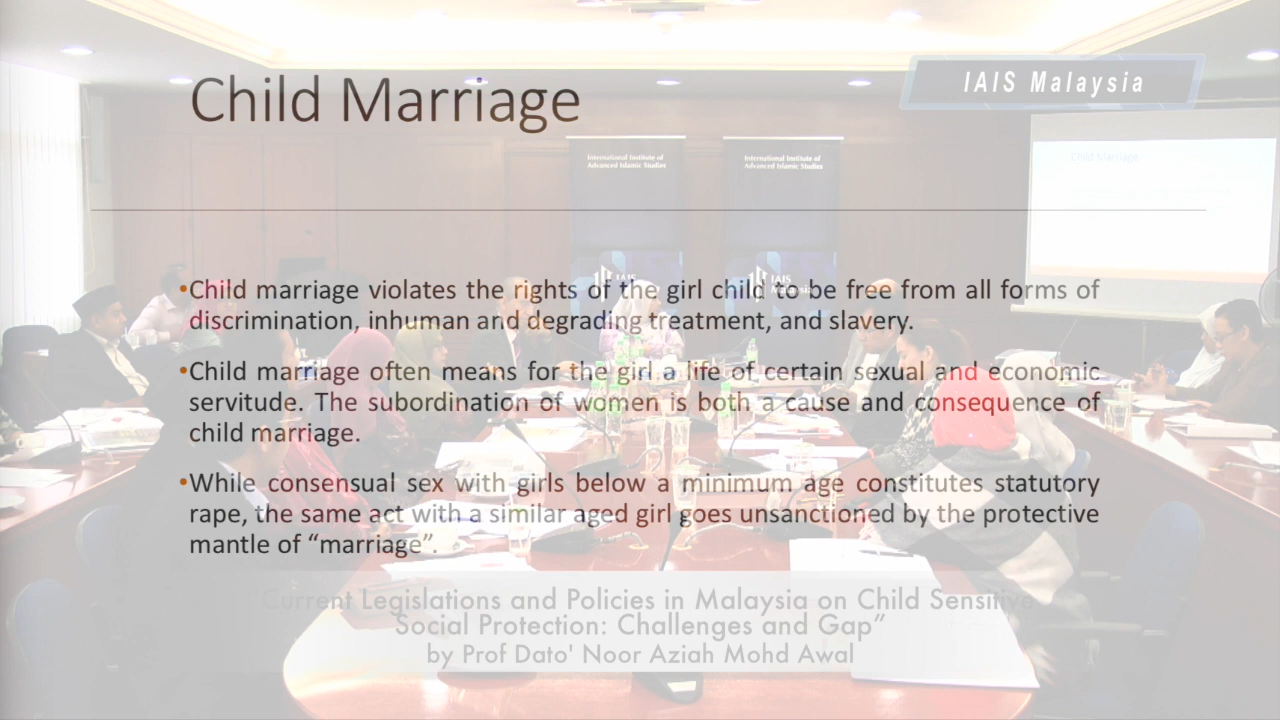 Child Marriage
IAIS Malaysia
International Institute of
Advanced Islamic Studies
International Institute of
Advanced Islamic Studies
Child Marriage
IAIS
IAIS
Malaysia
•Child marriage violates the rights of the girl child to be free from all forms of
discrimination, inhuman and degrading treatment, and slavery.
•Child marriage often means for the girl a life of certain sexual and economic
servitude. The subordination of women is both a cause and consequence of
child marriage.
•While consensual sex with girls below a minimum age constitutes statutory
rape, the same act with a similar aged girl goes unsanctioned by the protective
mantle of “marriage”.
"Current Legislations and Policies in Malaysia on Child Sensitive
Social Protection: Challenges and Gap”
by Prof Dato' Noor Aziah Mohd Awal